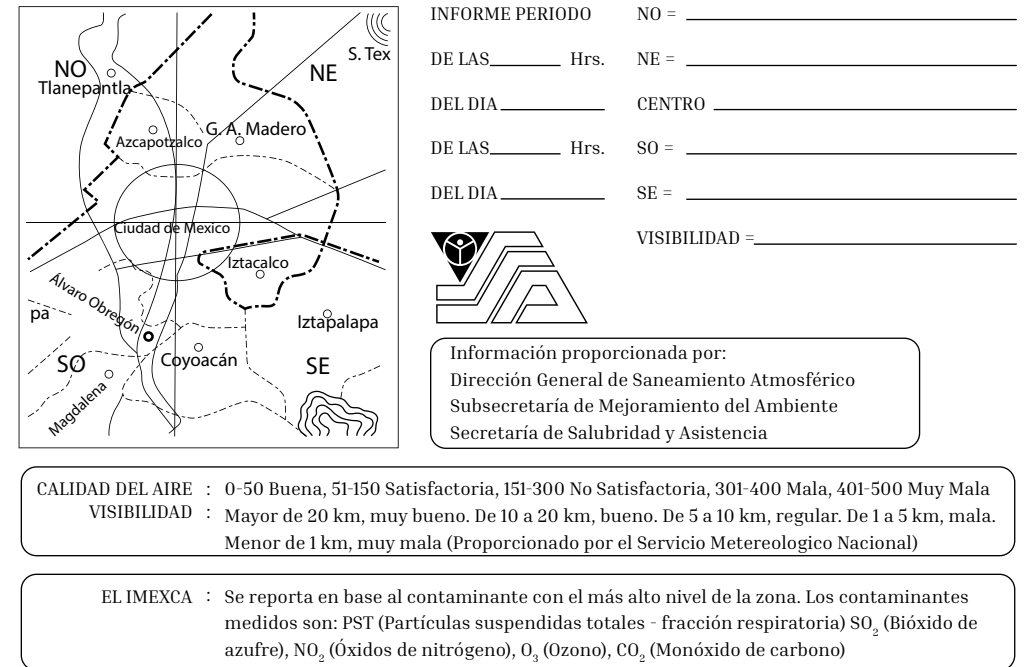 NO
Tlanepantla
NE
S. Tex
Azcapotzalco
G. A. Madero
Ciudad de Mexico
Iztacalco
Álvaro Obregón
pa
Iztapalapa
SO
Coyoacán
SE
Magdalena
INFORME PERIODO NO =
DE LAS Hrs. NE =
DEL DIA CENTRO
DE LAS Hrs. SO =
DEL DIA SE =
VISIBILIDAD =
Información proporcionada por:
Dirección General de Saneamiento Atmosférico
Subsecretaría de Mejoramiento del Ambiente
Secretaría de Salubridad y Asistencia
CALIDAD DEL AIRE : 0-50 Buena, 51-150 Satisfactoria, 151-300 No Satisfactoria, 301-400 Mala, 401-500 Muy Mala
VISIBILIDAD : Mayor de 20 km, muy bueno. De 10 a 20 km, bueno. De 5 a 10 km, regular. De 1 a 5 km, mala.
Menor de 1 km, muy mala (Proporcionado por el Servicio Metereologico Nacional)
EL IMEXCA : Se reporta en base al contaminante con el más alto nivel de la zona. Los contaminantes
medidos son: PST (Partículas suspendidas totales - fracción respiratoria) SO₂ (Bióxido de
azufre), NO₂ (Óxidos de nitrógeno), O₃ (Ozono), CO₂ (Monóxido de carbono)